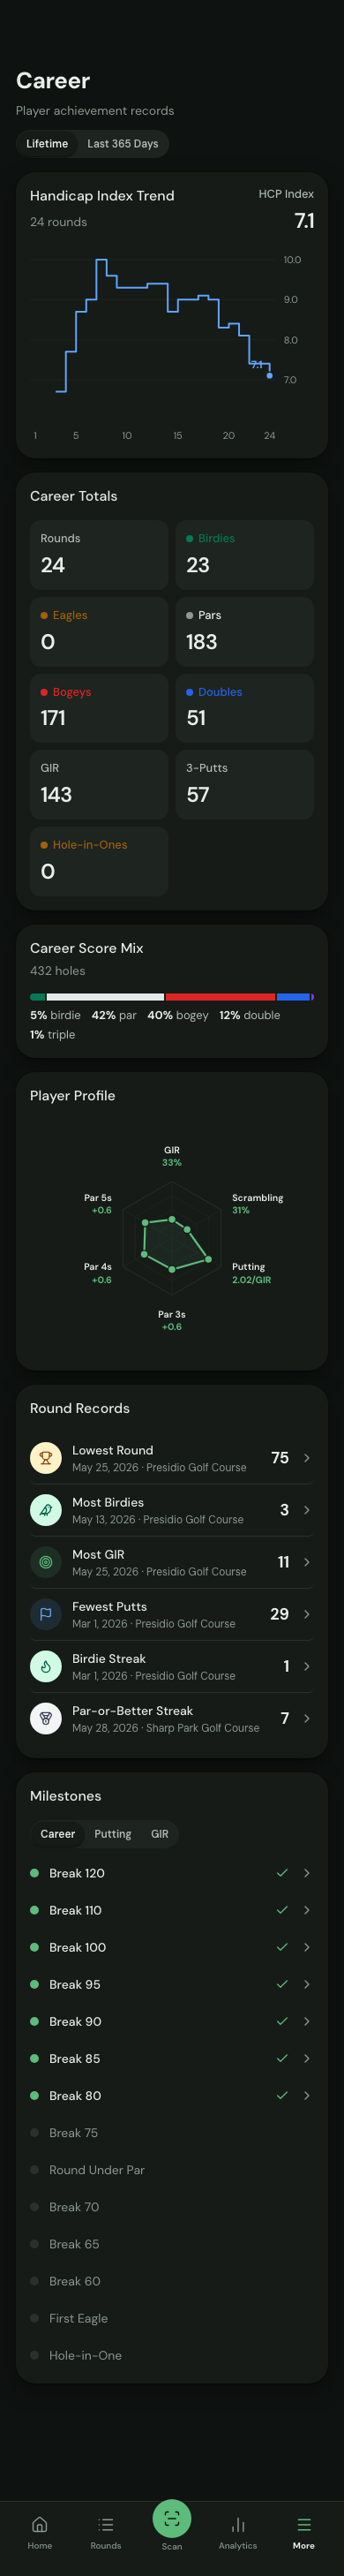 Career
Player achievement records
Lifetime Last 365 Days
Handicap Index Trend HCP Index
24 rounds 7.1
10.0
9.0
8.0
7.1
7.0
1 5 10 15 20 24
Career Totals
Rounds Birdies
24 23
Eagles Pars
0 183
Bogeys Doubles
171 51
GIR 3-Putts
143 57
Hole-in-Ones
0
Career Score Mix
432 holes
5% birdie 42% par 40% bogey 12% double
1% triple
Player Profile
GIR
33%
Par 5s Scrambling
+0.6 31%
Par 4s Putting
+0.6 2.02/GIR
Par 3s
+0.6
Round Records
Lowest Round 75
May 25, 2026 · Presidio Golf Course
Most Birdies 3
May 13, 2026 · Presidio Golf Course
Most GIR 11
May 25, 2026 · Presidio Golf Course
Fewest Putts 29
Mar 1, 2026 · Presidio Golf Course
Birdie Streak 1
Mar 1, 2026 · Presidio Golf Course
Par-or-Better Streak 7
May 28, 2026 · Sharp Park Golf Course
Milestones
Career Putting GIR
Break 120
Break 110
Break 100
Break 95
Break 90
Break 85
Break 80
Break 75
Round Under Par
Break 70
Break 65
Break 60
First Eagle
Hole-in-One
Home Rounds Scan Analytics More